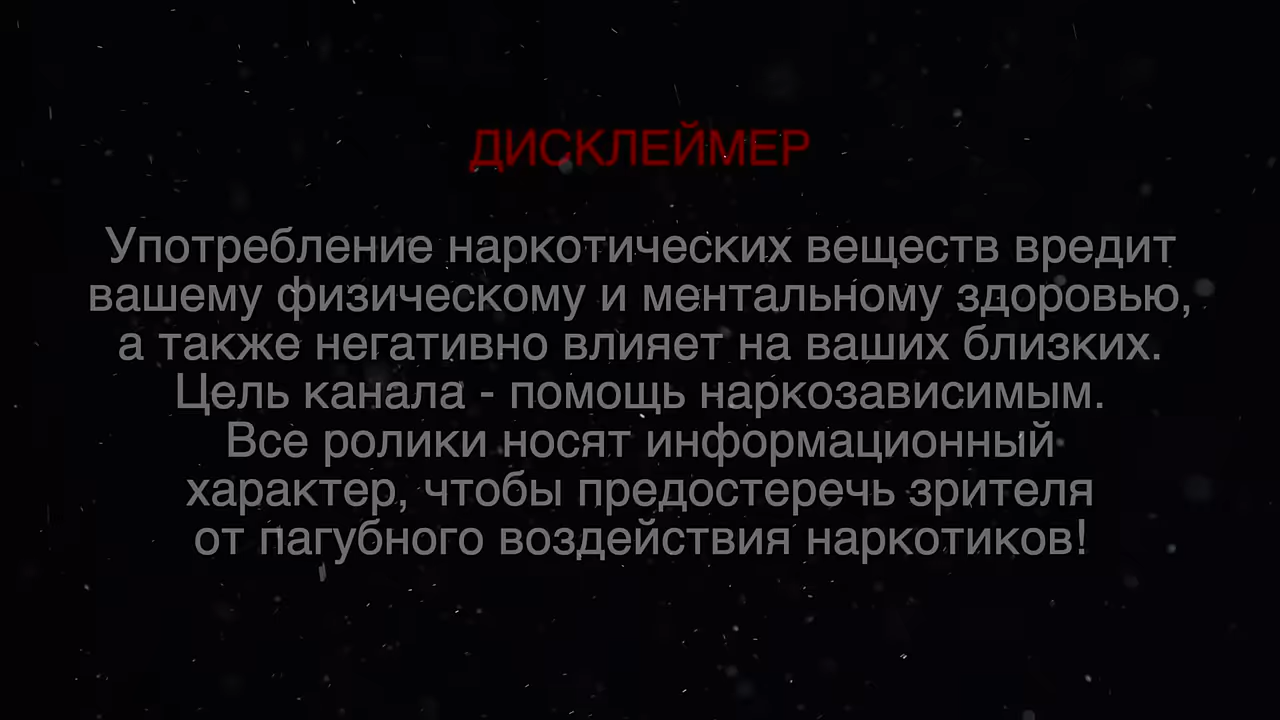 ДИСКЛЕЙМЕР
Употребление наркотических веществ вредит
вашему физическому и ментальному здоровью,
а также негативно влияет на ваших близких.
Цель канала - помощь наркозависимым.
Все ролики носят информационный
характер, чтобы предостеречь зрителя
от пагубного воздействия наркотиков!